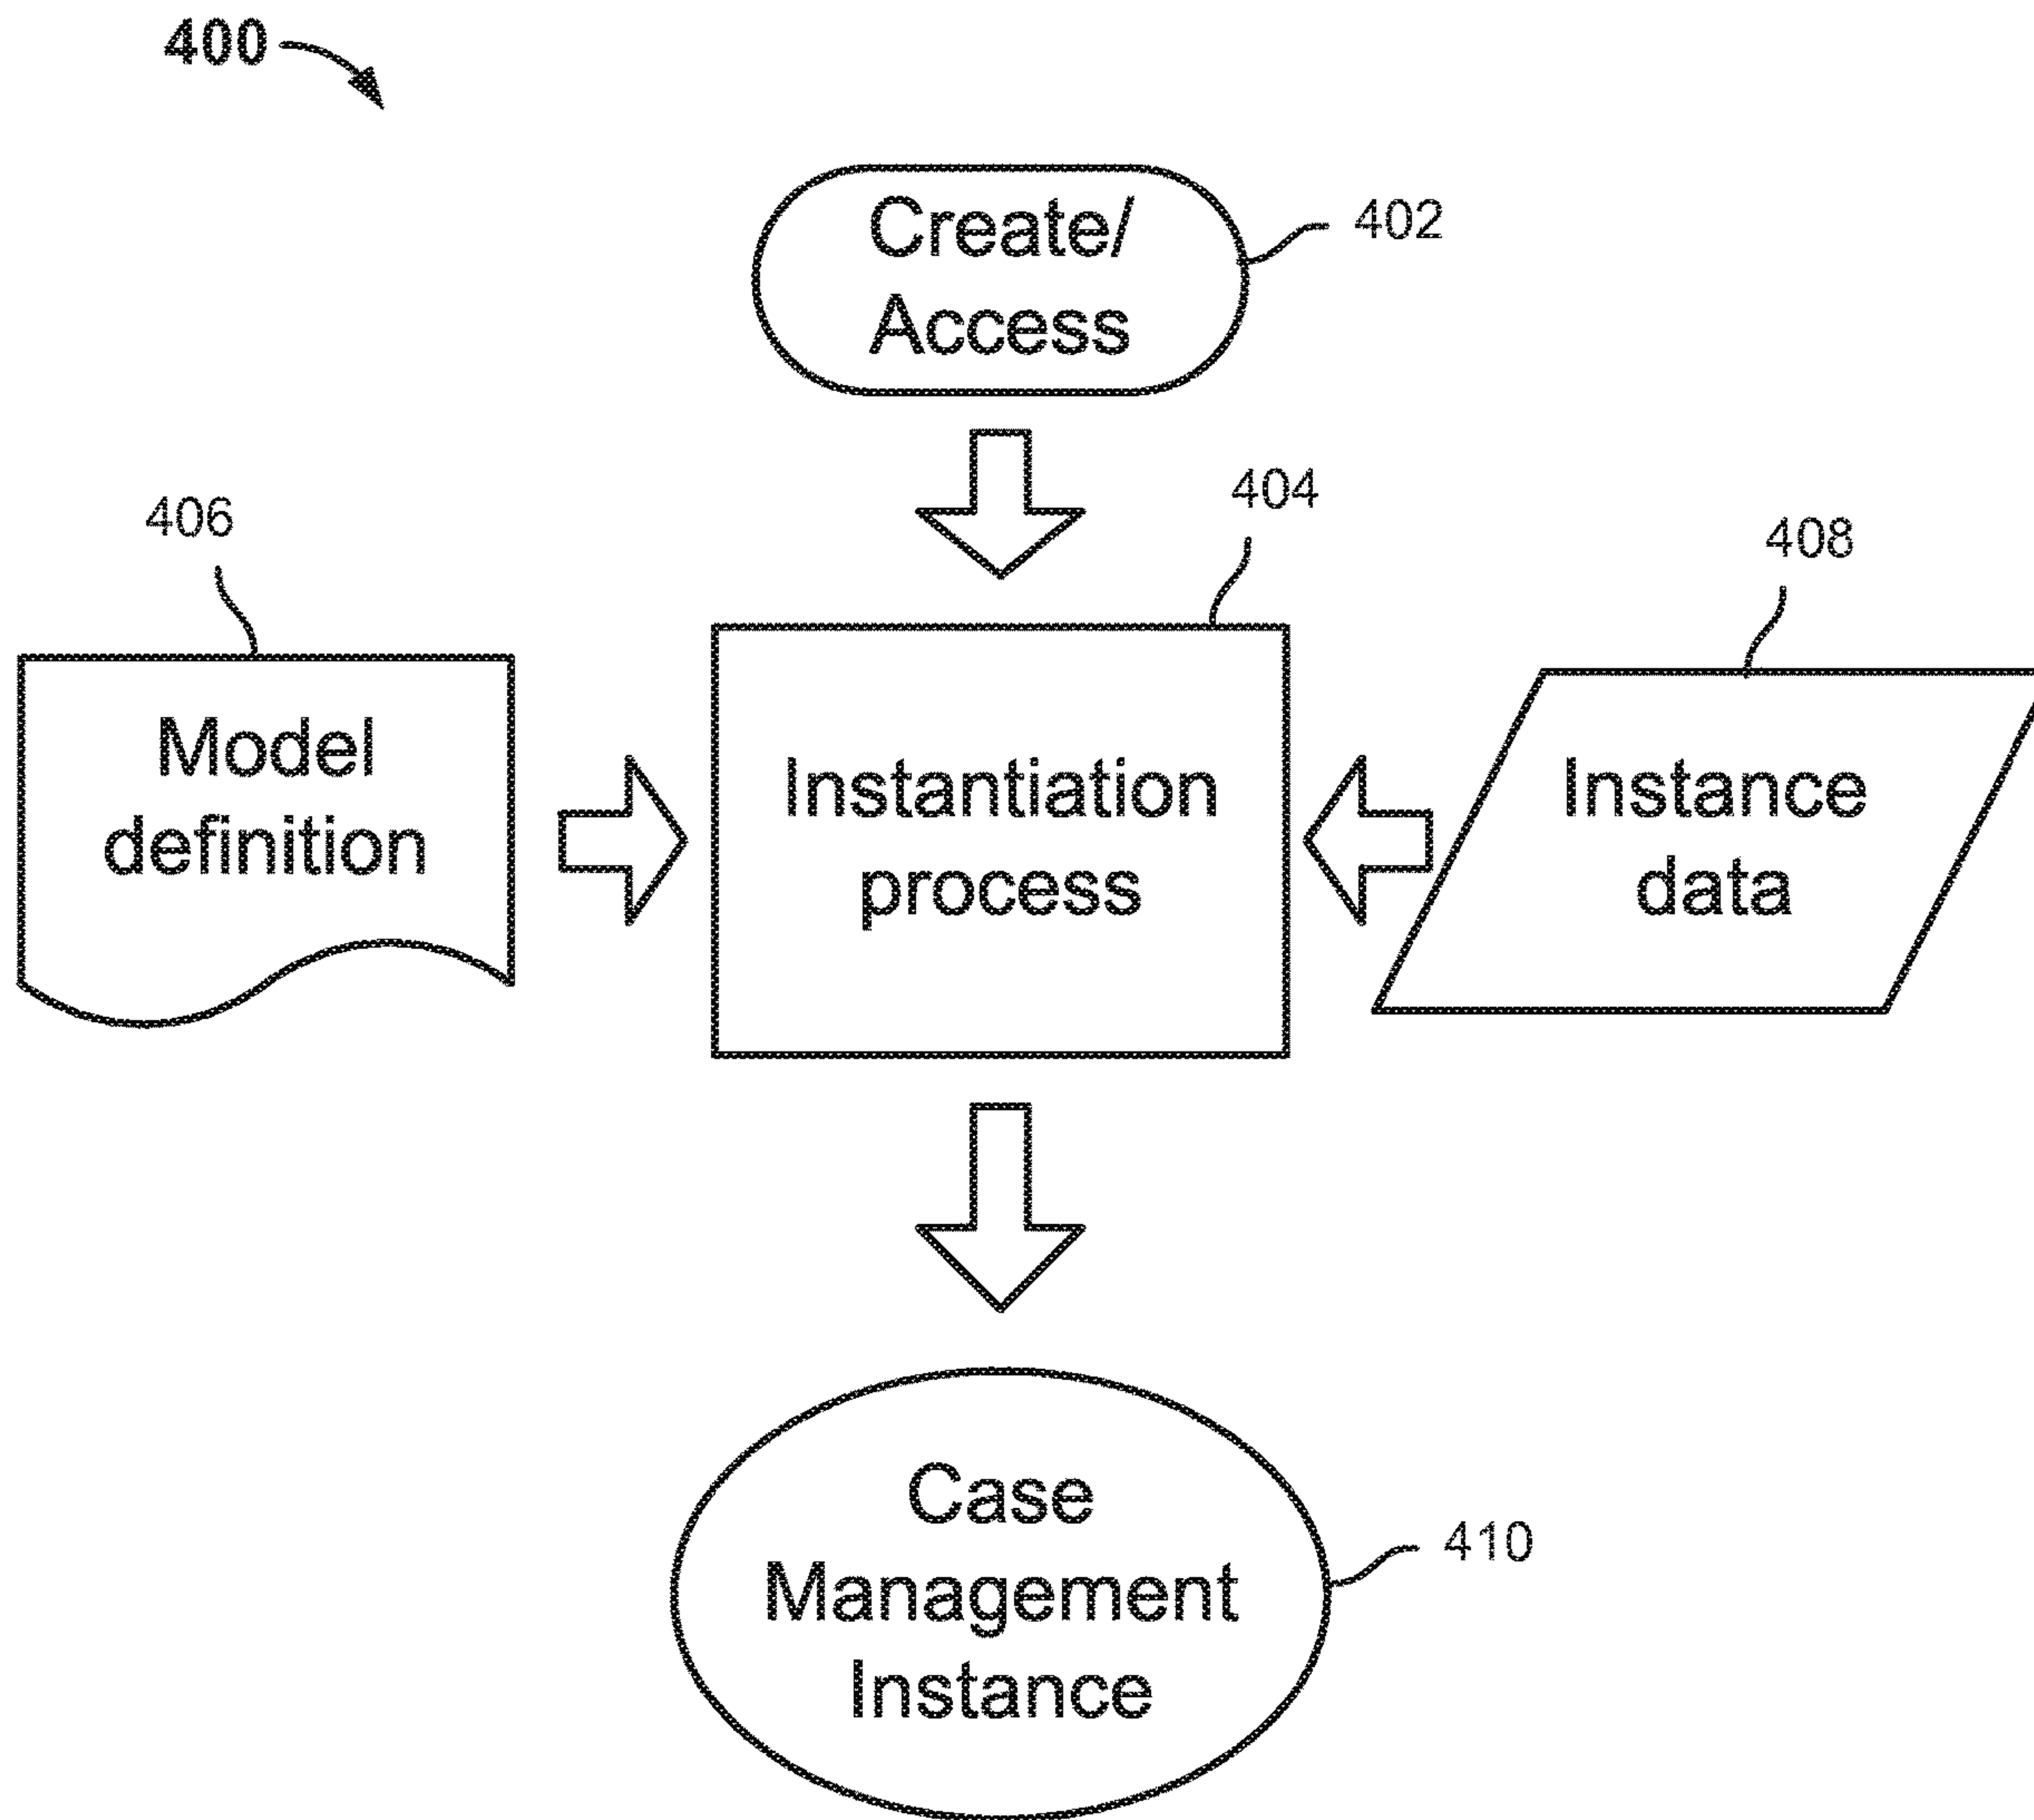 400
Create/
Access
402
404
406
408
Model
definition
Instantiation
process
Instance
data
Case
Management
Instance
410